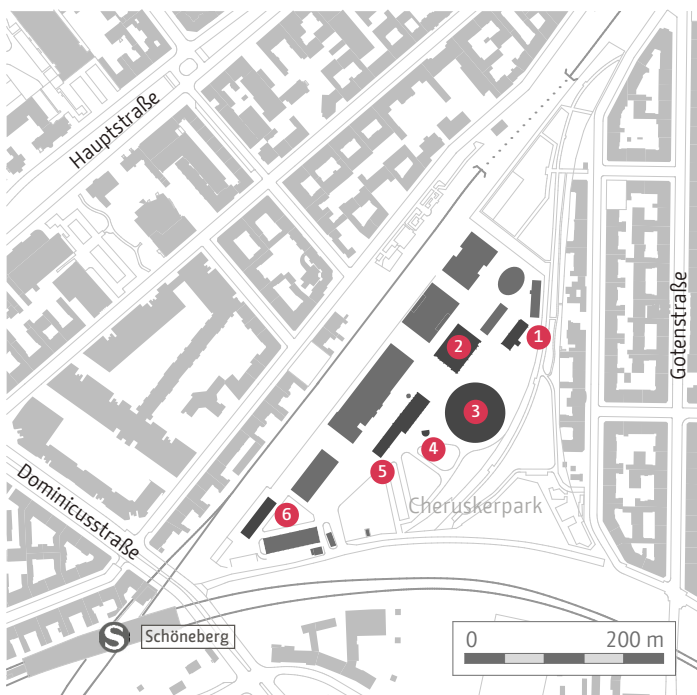 Hauptstraße
Gotenstraße
1
2
3
4
5
6
Cheruskerpark
Dominicusstraße
S
Schöneberg
0 200 m